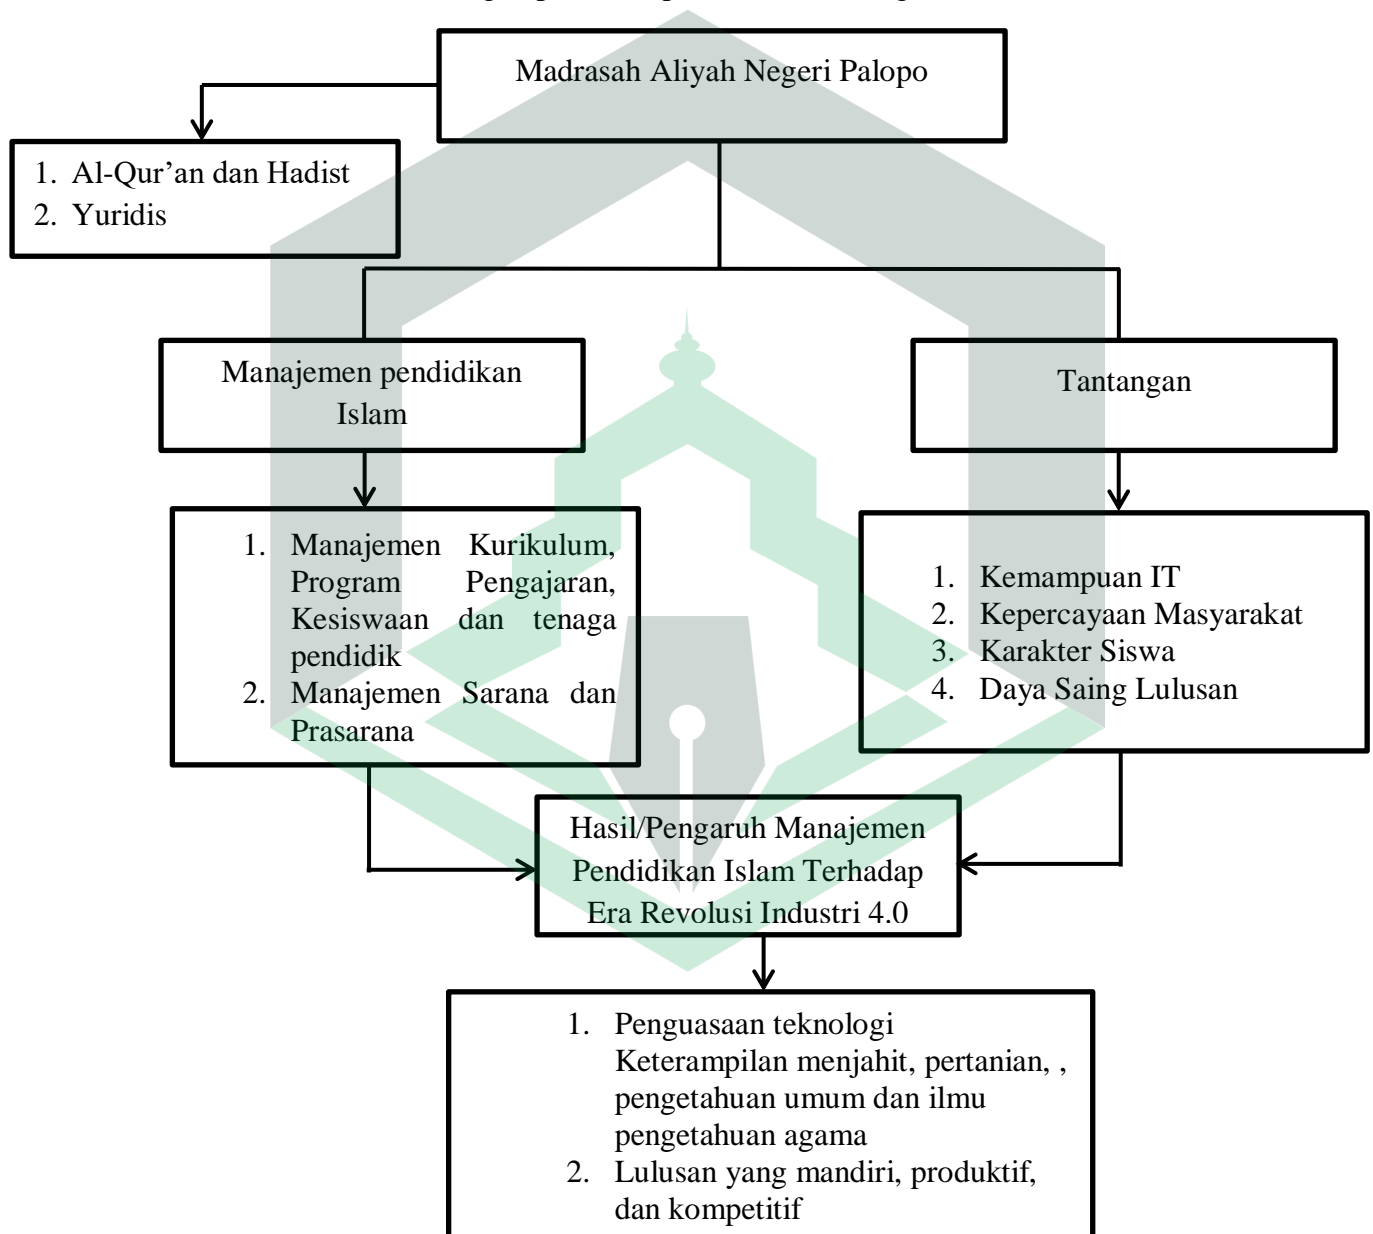 Madrasah Aliyah Negeri Palopo
1. Al-Qur’an dan Hadist
2. Yuridis
Manajemen pendidikan
Islam
Tantangan
1. Manajemen Kurikulum,
Program Pengajaran,
Kesiswaan dan tenaga
pendidik
2. Manajemen Sarana dan
Prasarana
1. Kemampuan IT
2. Kepercayaan Masyarakat
3. Karakter Siswa
4. Daya Saing Lulusan
Hasil/Pengaruh Manajemen
Pendidikan Islam Terhadap
Era Revolusi Industri 4.0
1. Penguasaan teknologi
Keterampilan menjahit, pertanian, ,
pengetahuan umum dan ilmu
pengetahuan agama
2. Lulusan yang mandiri, produktif,
dan kompetitif